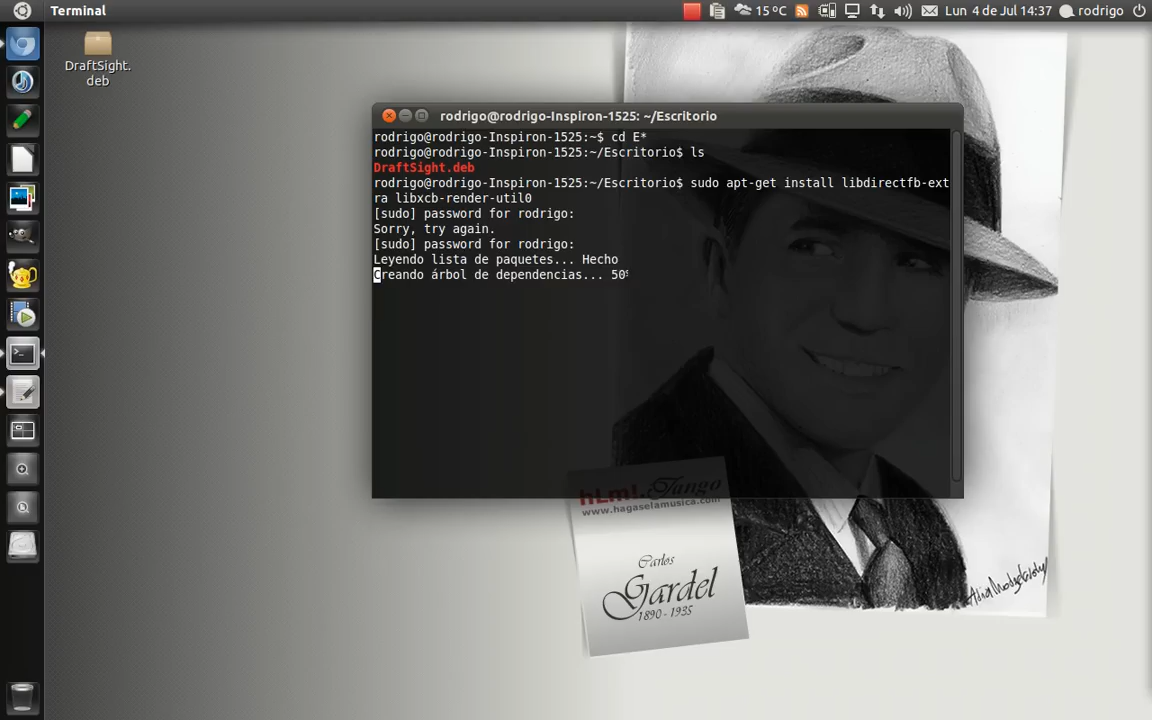 Terminal
15 °C
Lun 4 de Jul 14:37
rodrigo
DraftSight.
deb
rodrigo@rodrigo-Inspiron-1525: ~/Escritorio
rodrigo@rodrigo-Inspiron-1525:~$ cd E*
rodrigo@rodrigo-Inspiron-1525:~/Escritorio$ ls
DraftSight.deb
rodrigo@rodrigo-Inspiron-1525:~/Escritorio$ sudo apt-get install libdirectfb-ext
ra libxcb-render-util0
[sudo] password for rodrigo:
Sorry, try again.
[sudo] password for rodrigo:
Leyendo lista de paquetes... Hecho
Creando árbol de dependencias... 50%
hLm!.Tango
www.hagaselamusica.com
Carlos
Gardel
1890 - 1935